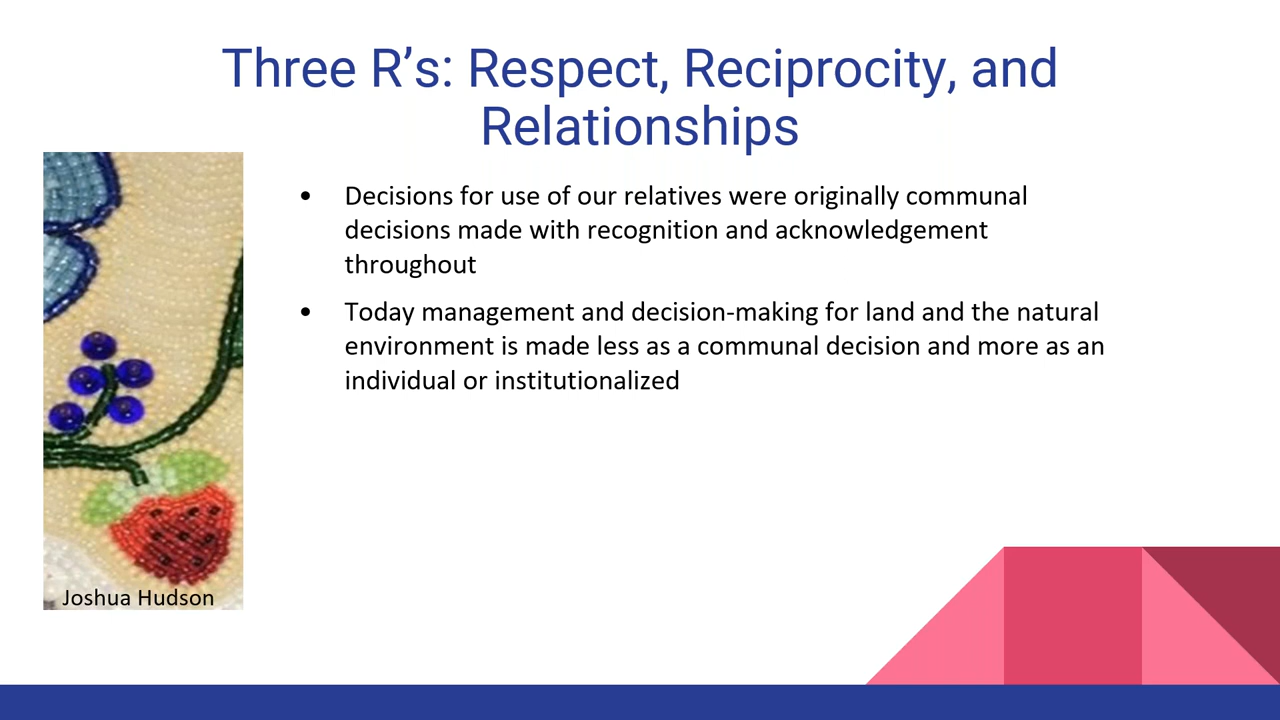 Three R’s: Respect, Reciprocity, and
Relationships
• Decisions for use of our relatives were originally communal
decisions made with recognition and acknowledgement
throughout
• Today management and decision-making for land and the natural
environment is made less as a communal decision and more as an
individual or institutionalized
Joshua Hudson